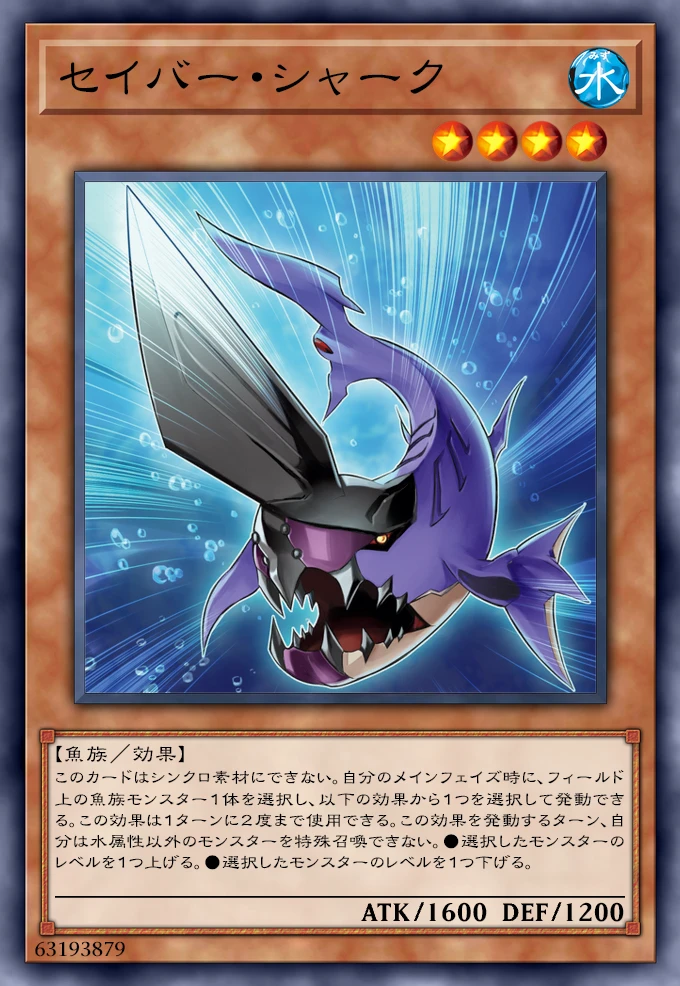 セイバー・シャーク
みず
水
【魚族／効果】
このカードはシンクロ素材にできない。自分のメインフェイズ時に、フィールド
上の魚族モンスター１体を選択し、以下の効果から１つを選択して発動でき
る。この効果は１ターンに２度まで使用できる。この効果を発動するターン、自
分は水属性以外のモンスターを特殊召喚できない。●選択したモンスターの
レベルを１つ上げる。●選択したモンスターのレベルを１つ下げる。
ATK/1600 DEF/1200
63193879